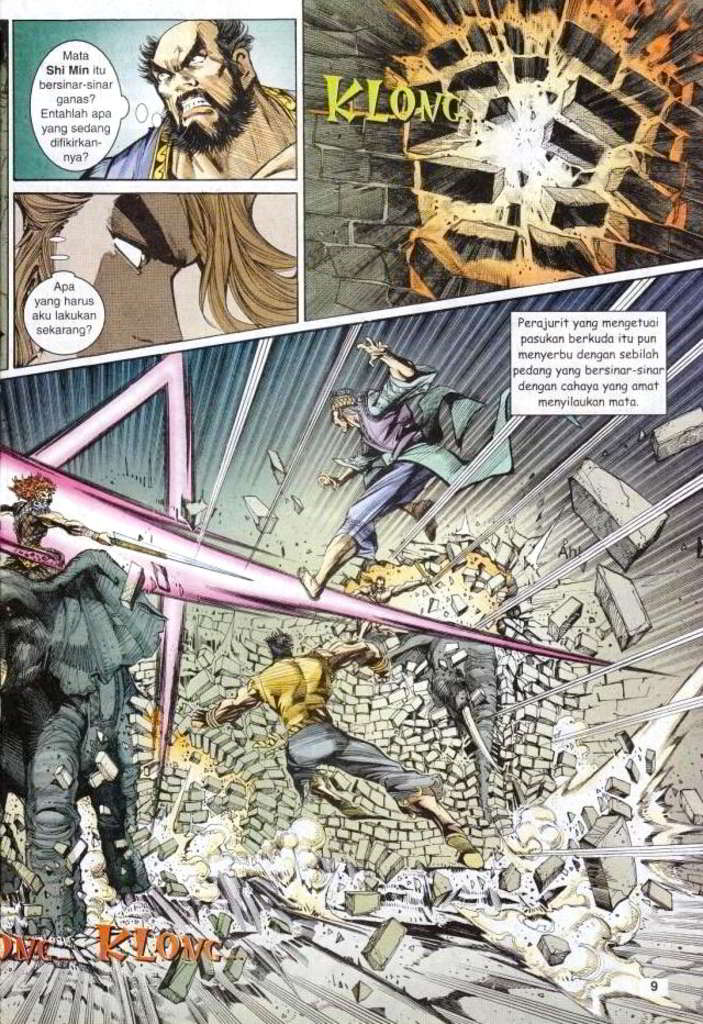 Mata
Shi Min itu
bersinar-sinar
ganas?
Entahlah apa
yang sedang
difikirkan-
nya?
KLONG
Apa
yang harus
aku lakukan
sekarang?
Perajurit yang mengetuai
pasukan berkuda itu pun
menyerbu dengan sebilah
pedang yang bersinar-sinar
dengan cahaya yang amat
menyilaukan mata.
Ah!
ONG... KLONG...
9